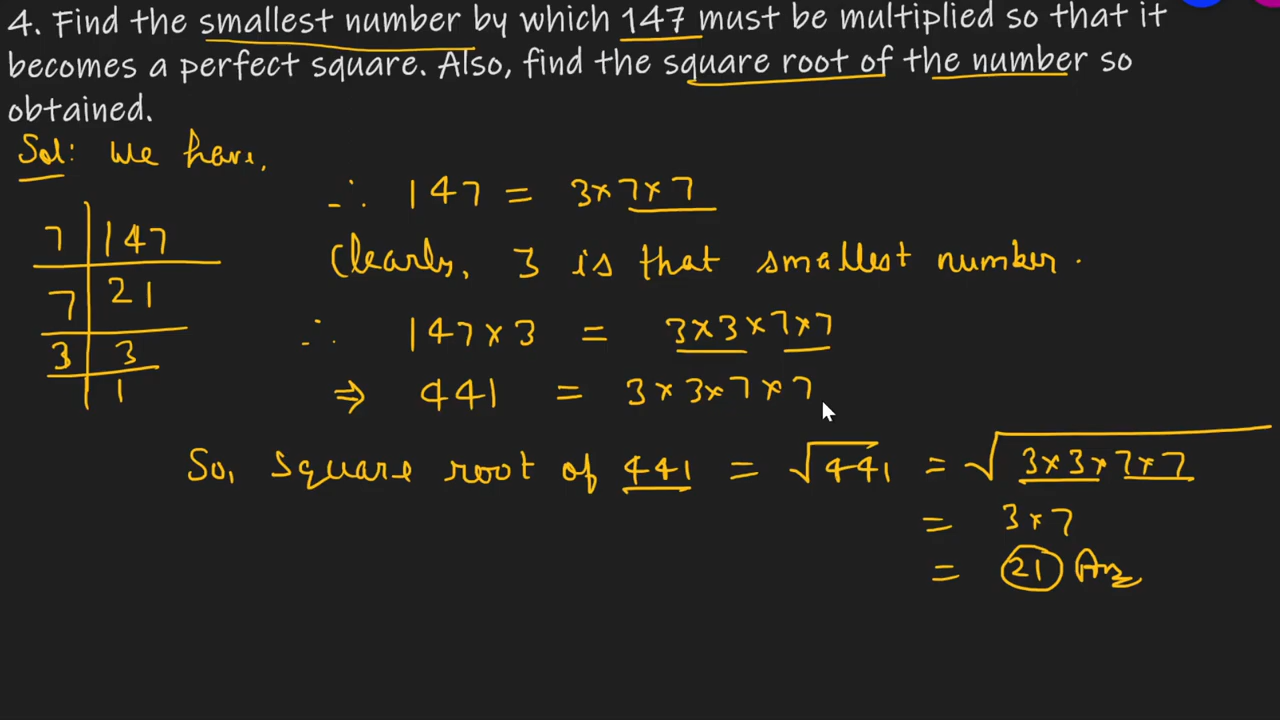 4. Find the smallest number by which 147 must be multiplied so that it
becomes a perfect square. Also, find the square root of the number so
obtained.
Sol: We have,
7 | 147
7 | 21
3 | 3
| 1
∴ 147 = 3×7×7
Clearly, 3 is that smallest number.
∴ 147×3 = 3×3×7×7
⇒ 441 = 3×3×7×7
So, square root of 441 = √441 = √3×3×7×7
= 3×7
= 21 Ans